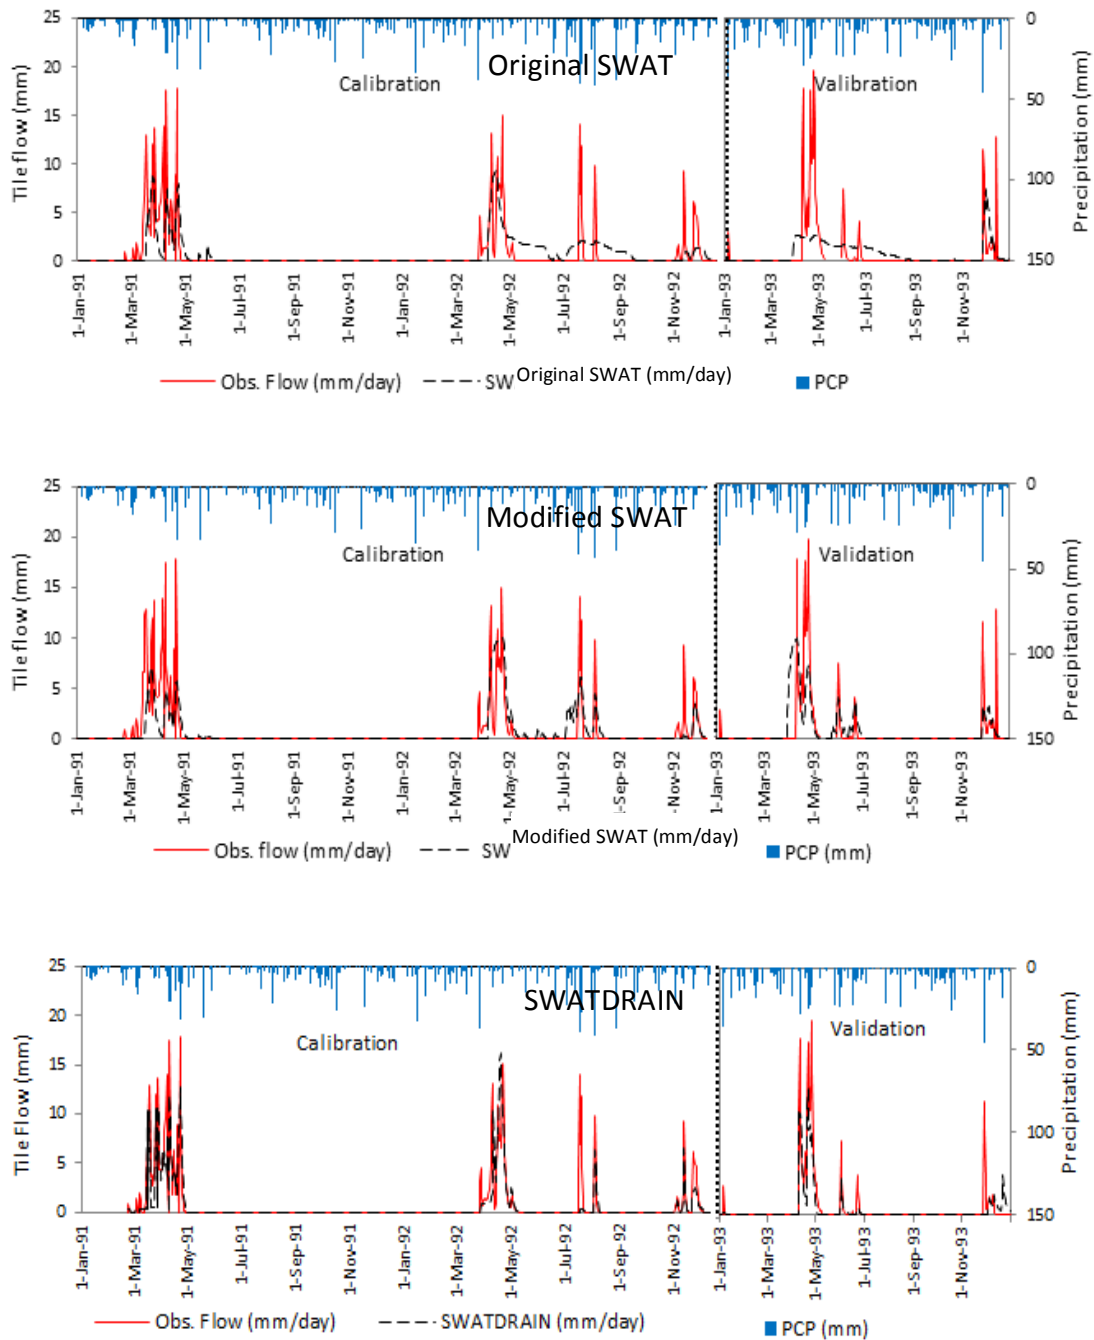 25
20
15
10
5
0
Tile flow (mm)
Original SWAT
Calibration
Valibration
0
50
100
150
Precipitation (mm)
1-Jan-91
1-Mar-91
1-May-91
1-Jul-91
1-Sep-91
1-Nov-91
1-Jan-92
1-Mar-92
1-May-92
1-Jul-92
1-Sep-92
1-Nov-92
1-Jan-93
1-Mar-93
1-May-93
1-Jul-93
1-Sep-93
1-Nov-93
Obs. Flow (mm/day)
SW
Original SWAT (mm/day)
PCP
25
20
15
10
5
0
Tile flow (mm)
Modified SWAT
Calibration
Validation
0
50
100
150
Precipitation (mm)
1-Jan-91
1-Mar-91
1-May-91
1-Jul-91
1-Sep-91
1-Nov-91
1-Jan-92
1-Mar-92
1-May-92
1-Jul-92
1-Sep-92
1-Nov-92
1-Jan-93
1-Mar-93
1-May-93
1-Jul-93
1-Sep-93
1-Nov-93
Obs. flow (mm/day)
SW
Modified SWAT (mm/day)
PCP (mm)
25
20
15
10
5
0
Tile Flow (mm)
SWATDRAIN
Calibration
Validation
0
50
100
150
Precipitation (mm)
1-Jan-91
1-Mar-91
1-May-91
1-Jul-91
1-Sep-91
1-Nov-91
1-Jan-92
1-Mar-92
1-May-92
1-Jul-92
1-Sep-92
1-Nov-92
1-Jan-93
1-Mar-93
1-May-93
1-Jul-93
1-Sep-93
1-Nov-93
Obs. Flow (mm/day)
SWATDRAIN (mm/day)
PCP (mm)